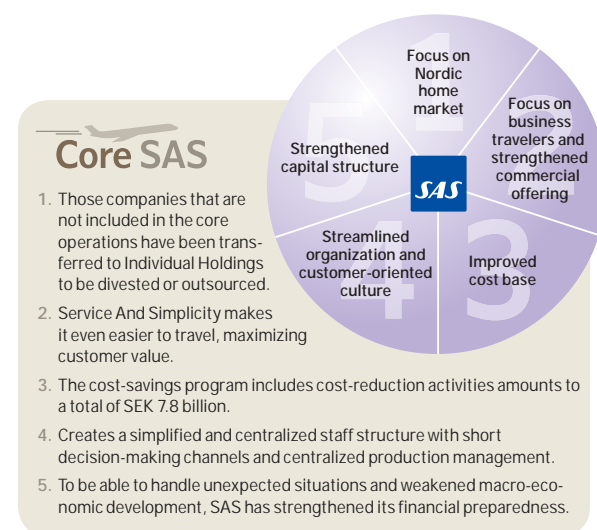 1
Focus on
Nordic
home
market
2
Focus on
business
travelers and
strengthened
commercial
offering
3
Improved
cost base
4
Streamlined
organization and
customer-oriented
culture
5
Strengthened
capital structure
SAS
Core SAS
1. Those companies that are
not included in the core
operations have been trans-
ferred to Individual Holdings
to be divested or outsourced.
2. Service And Simplicity makes
it even easier to travel, maximizing
customer value.
3. The cost-savings program includes cost-reduction activities amounts to
a total of SEK 7.8 billion.
4. Creates a simplified and centralized staff structure with short
decision-making channels and centralized production management.
5. To be able to handle unexpected situations and weakened macro-eco-
nomic development, SAS has strengthened its financial preparedness.